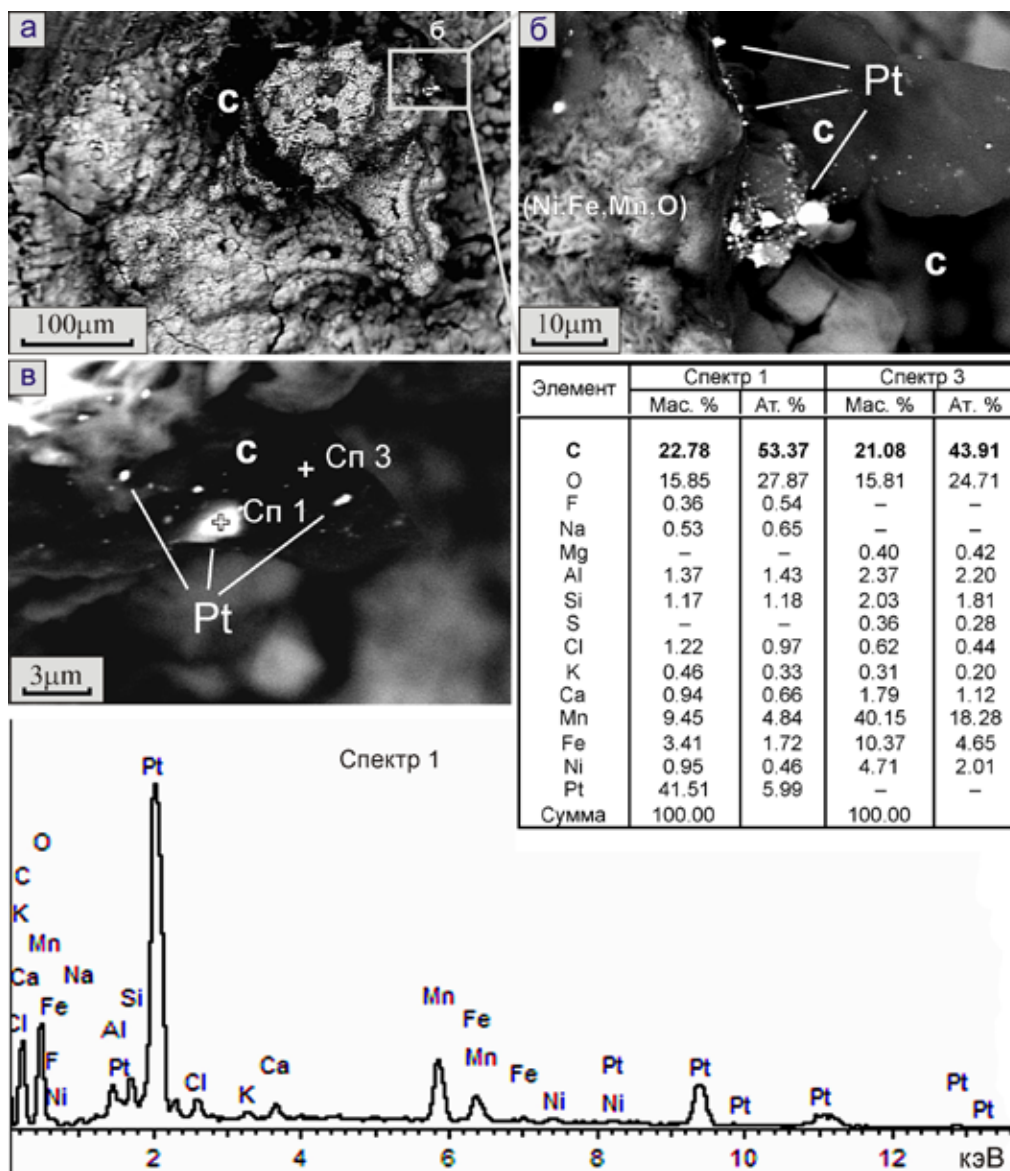 а
б
c
100μm
б
Pt
c
(Ni.Fe.Mn.O)
c
10μm
в
c
Сп 3
Сп 1
Pt
3μm
Элемент Спектр 1 Спектр 3
Мас. % Ат. % Мас. % Ат. %
C 22.78 53.37 21.08 43.91
O 15.85 27.87 15.81 24.71
F 0.36 0.54 – –
Na 0.53 0.65 – –
Mg – – 0.40 0.42
Al 1.37 1.43 2.37 2.20
Si 1.17 1.18 2.03 1.81
S – – 0.36 0.28
Cl 1.22 0.97 0.62 0.44
K 0.46 0.33 0.31 0.20
Ca 0.94 0.66 1.79 1.12
Mn 9.45 4.84 40.15 18.28
Fe 3.41 1.72 10.37 4.65
Ni 0.95 0.46 4.71 2.01
Pt 41.51 5.99 – –
Сумма 100.00 100.00
Спектр 1
Pt
O
C
K
Mn
Ca Na
Cl Fe Si
F Al
Ni Pt
Cl
K
Ca
Mn
Fe
Mn
Fe
Ni
Pt
Ni
Pt
Pt
Pt
Pt
Pt
2 4 6 8 10 12 кэВ